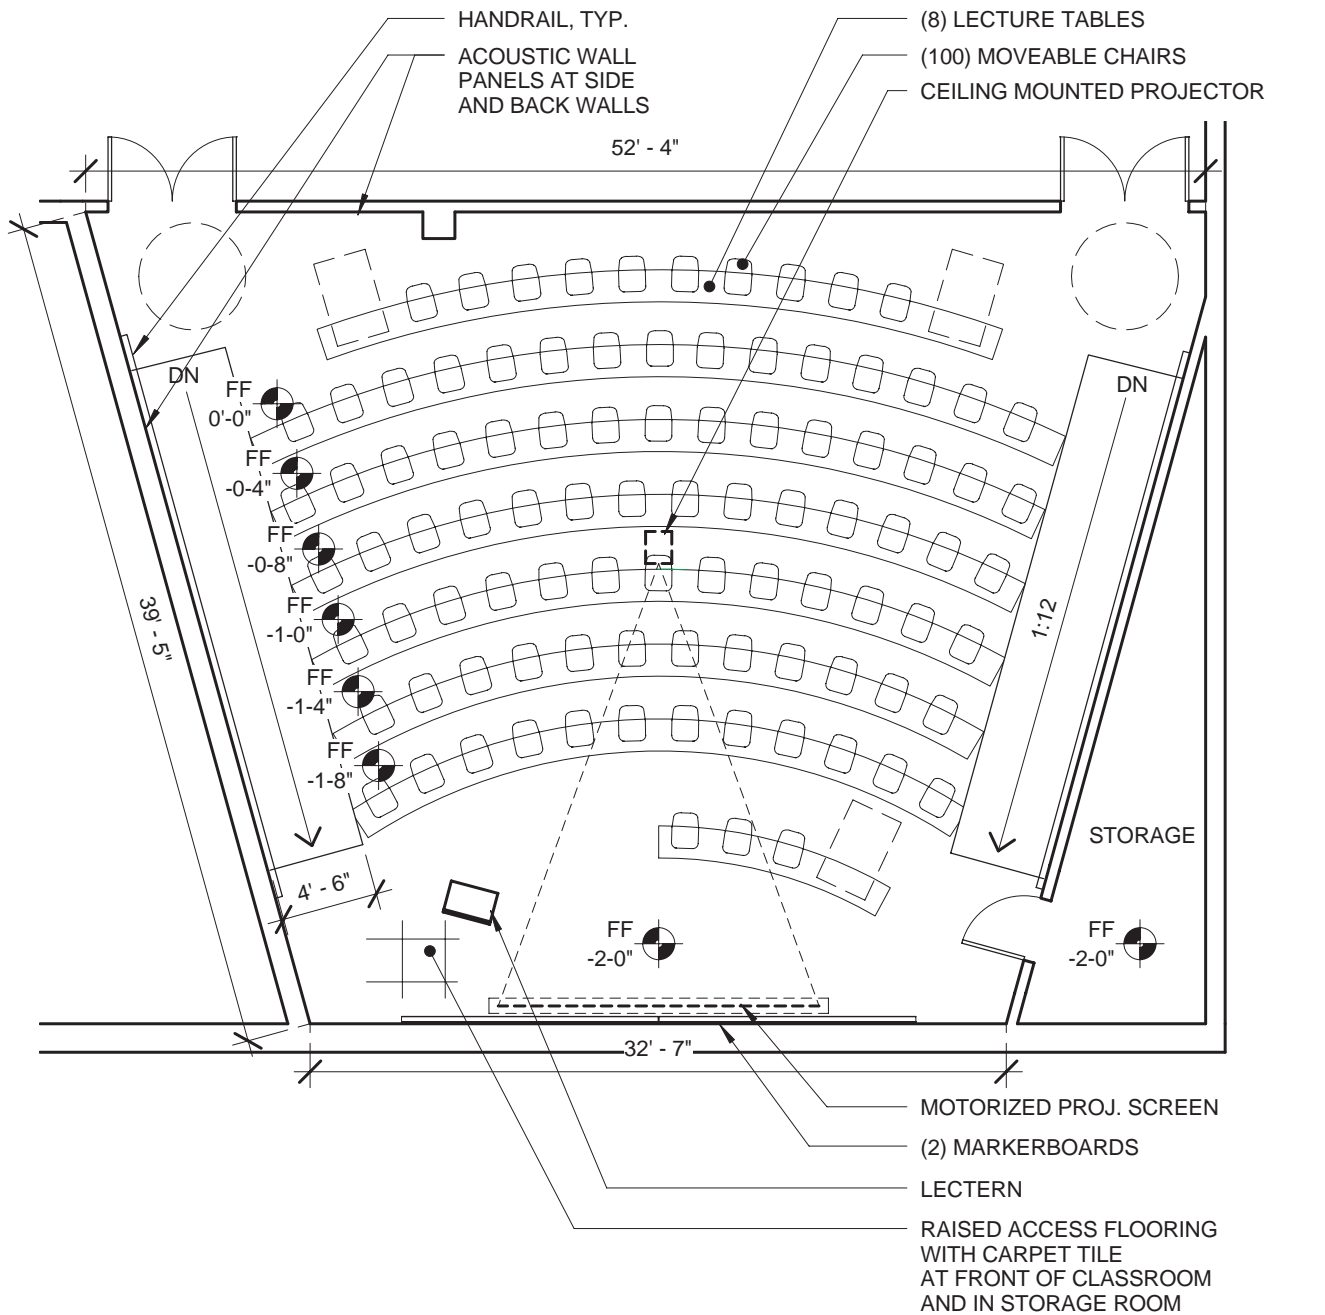 HANDRAIL, TYP.
ACOUSTIC WALL
PANELS AT SIDE
AND BACK WALLS
(8) LECTURE TABLES
(100) MOVEABLE CHAIRS
CEILING MOUNTED PROJECTOR
52' - 4"
DN
DN
FF
0'-0"
FF
-0-4"
FF
-0-8"
FF
-1-0"
FF
-1-4"
FF
-1-8"
39' - 5"
1:12
STORAGE
4' - 6"
FF
-2-0"
FF
-2-0"
32' - 7"
MOTORIZED PROJ. SCREEN
(2) MARKERBOARDS
LECTERN
RAISED ACCESS FLOORING
WITH CARPET TILE
AT FRONT OF CLASSROOM
AND IN STORAGE ROOM